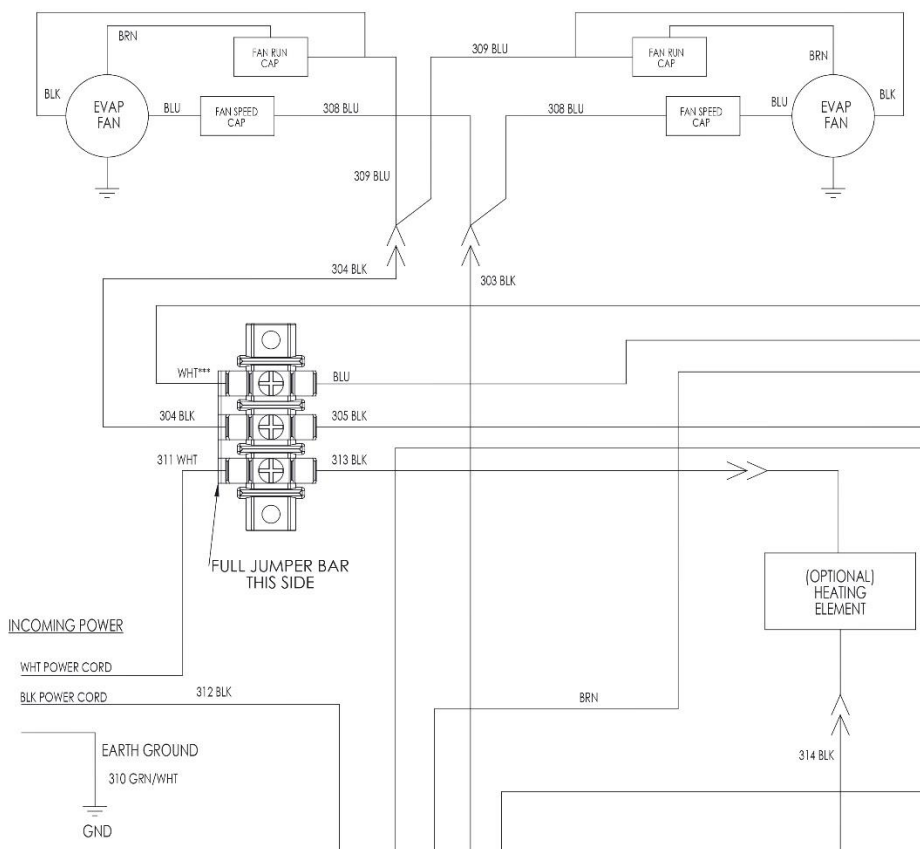 BRN
FAN RUN
CAP
309 BLU
FAN RUN
CAP
BRN
BLK
EVAP
FAN
BLU
FAN SPEED
CAP
308 BLU
308 BLU
FAN SPEED
CAP
BLU
EVAP
FAN
BLK
309 BLU
304 BLK
303 BLK
WHT***
BLU
304 BLK
305 BLK
311 WHT
313 BLK
FULL JUMPER BAR
THIS SIDE
(OPTIONAL)
HEATING
ELEMENT
INCOMING POWER
WHT POWER CORD
BLK POWER CORD
312 BLK
BRN
EARTH GROUND
310 GRN/WHT
GND
314 BLK